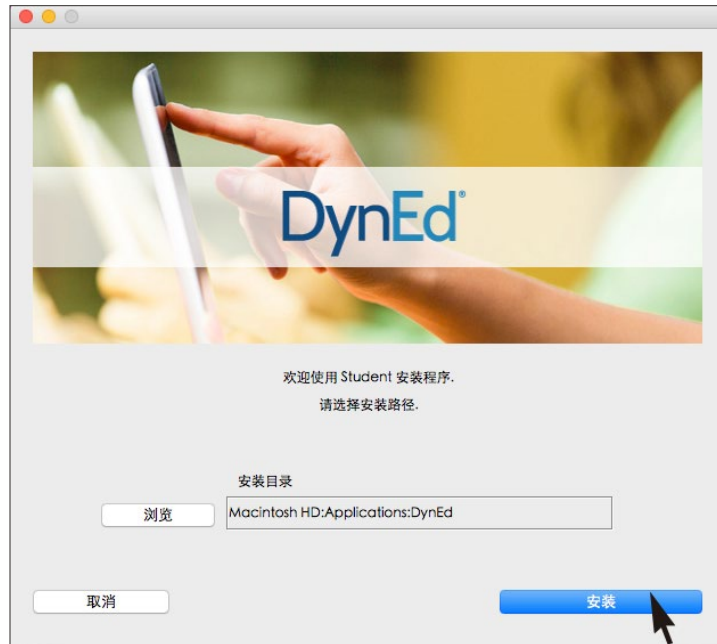 DynEd®
欢迎使用 Student 安装程序.
请选择安装路径.
安装目录
浏览
Macintosh HD:Applications:DynEd
取消
安装